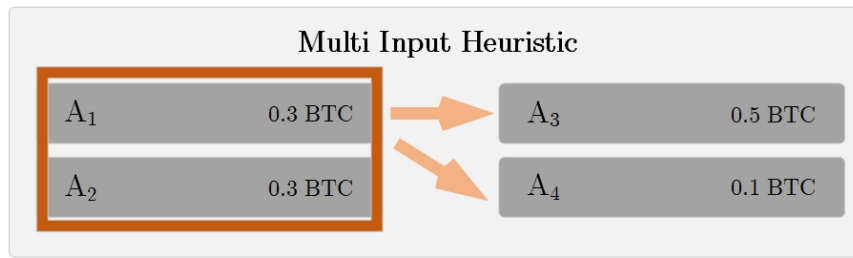 Multi Input Heuristic
A₁ 0.3 BTC
A₃ 0.5 BTC
A₂ 0.3 BTC
A₄ 0.1 BTC